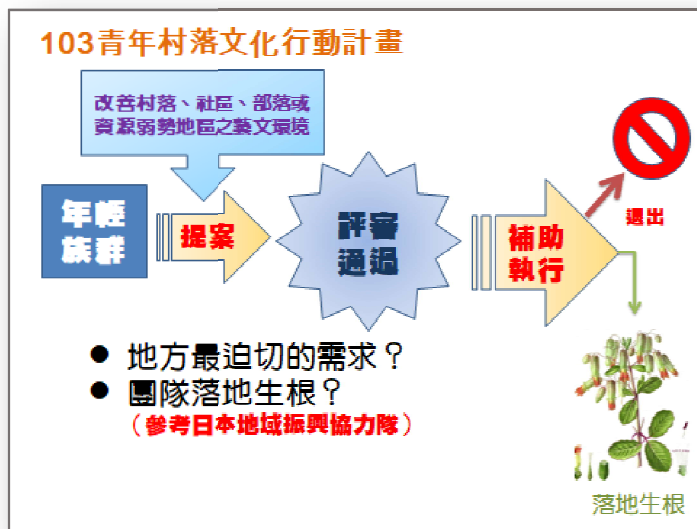 103青年村落文化行動計畫
改善村落、社區、部落或
資源弱勢地區之藝文環境
年輕
族群
提案
評審
通過
補助
執行
退出
● 地方最迫切的需求？
● 團隊落地生根？
（參考日本地域振興協力隊）
落地生根